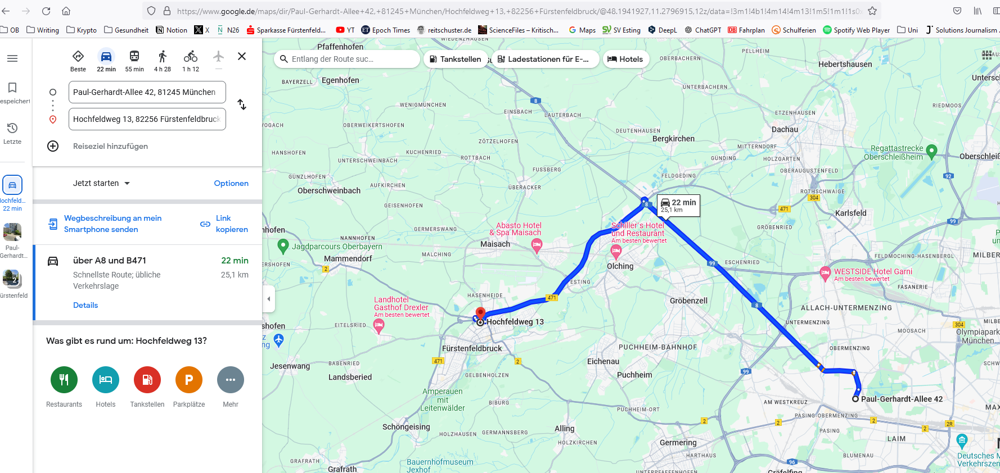 https://www.google.de/maps/dir/Paul-Gerhardt-Allee+42,+81245+München/Hochfeldweg+13,+82256+Fürstenfeldbruck/@48.1941927,11.2796915,12z/data=!3m1!4b1!4m14!4m13!1m5!1m1!1s0x
OB
Writing
Krypto
Gesundheit
Notion
X
N26
Sparkasse Fürstenfeld...
YT
Epoch Times
reitschuster.de
ScienceFiles – Kritisch...
Maps
SV Esting
DeepL
ChatGPT
Fahrplan
Schulferien
Spotify Web Player
Uni
Solutions Journalism
Beste
22 min
55 min
4 h 28
1 h 12
—
Paul-Gerhardt-Allee 42, 81245 München
Hochfeldweg 13, 82256 Fürstenfeldbruck
Reiseziel hinzufügen
Jetzt starten
Optionen
Wegbeschreibung an mein
Smartphone senden
Link
kopieren
über A8 und B471
22 min
Schnellste Route; übliche
Verkehrslage
25,1 km
Details
Was gibt es rund um: Hochfeldweg 13?
Restaurants
Hotels
Tankstellen
Parkplätze
Mehr
espeichert
Letzte
Hochfeld...
22 min
Paul-
Gerhardt...
2
ürstenfeld
Entlang der Route suc...
Tankstellen
Ladestationen für E-...
Hotels
WIEDENZHAUSEN
Pfaffenhofen
PELLHEIM
ODERBACHERN
Hebertshausen
BAYERZELL
Egenhofen
UNTERBACHERN
Untersc
8
WENIGMÜNCHEN
EINSBACH
LAUTERBACH
RIEDMOOS
ETZENHAUSEN
OGACH
OBERWEIKERTSHOFEN
DEUTENHAUSEN
Bergkirchen
Dachau
ZÖTZELHOFEN
MITTERNDORF
Regattastrecke
Oberschleißheim
Oberschleiß
HANSHOFEN
KUCHENRIED
ROTTBACH
GÜNDING
HOLZGARTEN
UNTERSCHWEINBACH
FUSSBERG
OBERAUGUSTENFELD
GÜNZLHOFEN
FELDGEDING
92
AUFKIRCHEN
ÜBERACKER
ROTHSCHWAIGE
Oberschweinbach
304
22 min
25,1 km
8
GEISENHOFEN
471
Karlsfeld
99
nhofen
GERMERSWANG
Abasto Hotel
& Spa Maisach
Schiller´s Hotel
und Restaurant
Am besten bewertet
GRÖBENRIED
NANNHOFEN
Maisach
Jagdparcours Oberbayern
MALCHING
FELDMOCHING-HASENBERGL
MILBER
Mammendorf
Olching
ESCHENRIED
99
2
WESTSIDE Hotel Garni
Am besten bewertet
ESTING
FASANERIE
HASENHEIDE
471
Gröbenzell
8
ALLACH-UNTERMENZING
Landhotel
Gasthof Drexler
Am besten bewertet
Hochfeldweg 13
UNTERMENZING
MILBE
EITELSRIED
304
MOOSACH
Olympiapark
München
shofen
Fürstenfeldbruck
PUCHHEIM-BAHNHOF
OBERMENZING
471
2
Eichenau
Jesenwang
BABENRIED
Landsberied
GELBENHOLZEN
Puchheim
99
Amperauen
mit
Leitenwälder
BIBURG
AM WESTKREUZ
Paul-Gerhardt-Allee 42
PUCHHEIM-ORT
PASING-OBERMENZING
2
2
2
2R
2
Schöngeising
HOLZHAUSEN
GERMANNSBERG
Alling
PASING
LAIM
HOLZKIRCHEN
Germering
HARTHAUS
BLUMENAU
Deutsches M
Verkehrszen
GRAFRATH
Bauernhofmuseum
Jexhof
96
Grafrath
Gräfelfing